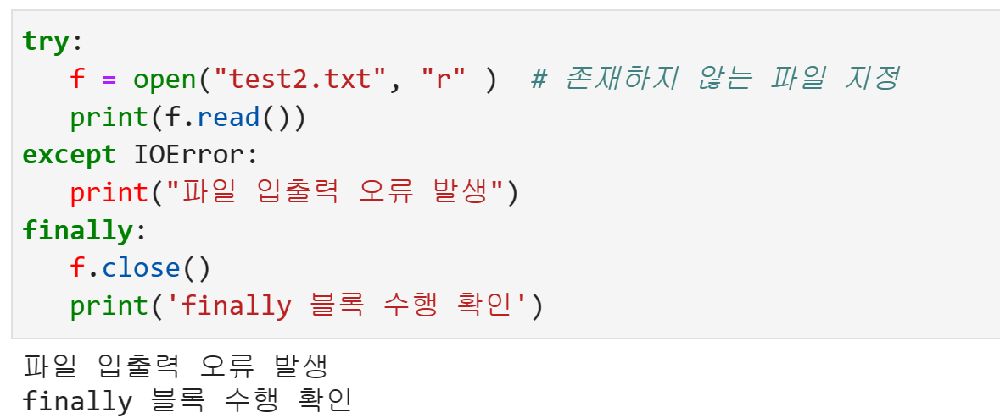 try:
   f = open("test2.txt", "r" )  # 존재하지 않는 파일 지정
   print(f.read())
except IOError:
   print("파일 입출력 오류 발생")
finally:
   f.close()
   print('finally 블록 수행 확인')
파일 입출력 오류 발생
finally 블록 수행 확인